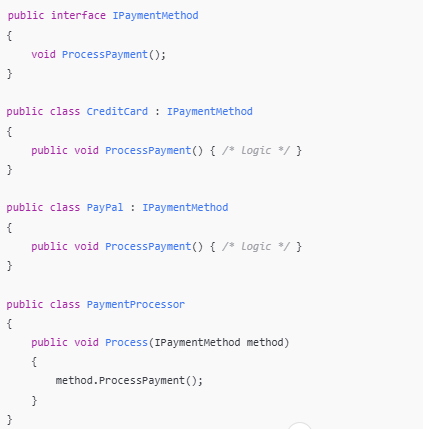 public interface IPaymentMethod
{
    void ProcessPayment();
}

public class CreditCard : IPaymentMethod
{
    public void ProcessPayment() { /* logic */ }
}

public class PayPal : IPaymentMethod
{
    public void ProcessPayment() { /* logic */ }
}

public class PaymentProcessor
{
    public void Process(IPaymentMethod method)
    {
        method.ProcessPayment();
    }
}